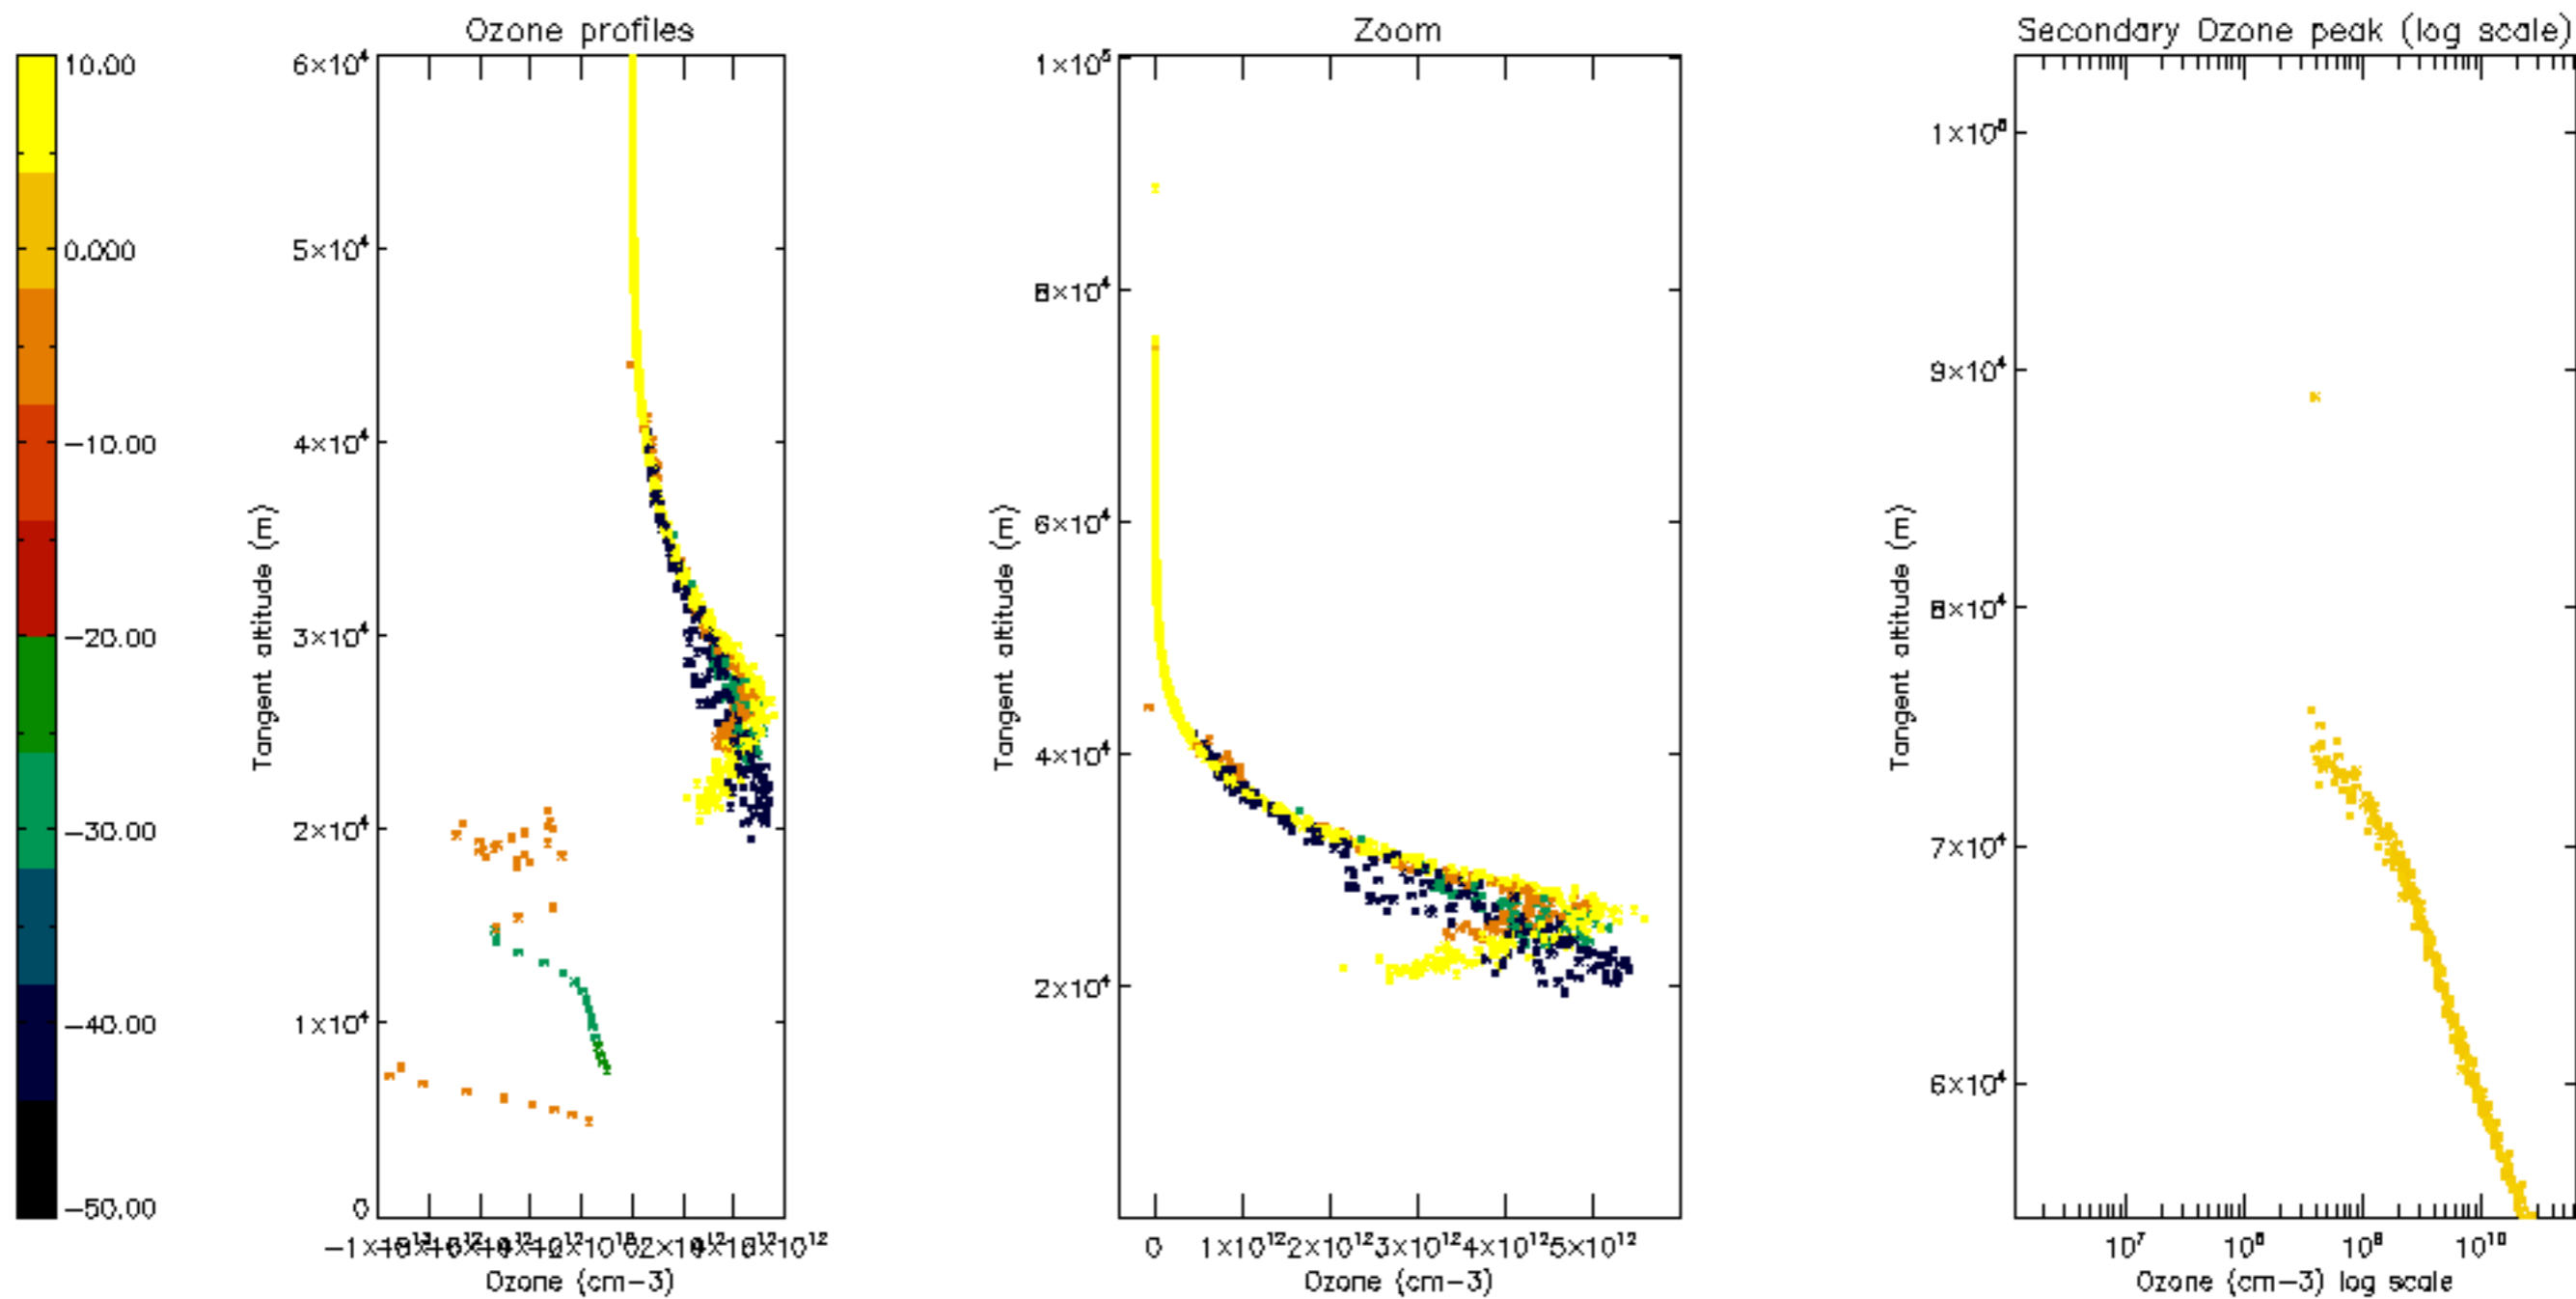 Ozone profiles
Zoom
Secondary Ozone peak (log scale)
10.00
0.000
−10.00
−20.00
−30.00
−40.00
−50.00
6×10⁴
5×10⁴
4×10⁴
3×10⁴
2×10⁴
1×10⁴
0
Tangent altitude (m)
Ozone (cm−3)
1×10⁵
8×10⁴
6×10⁴
4×10⁴
2×10⁴
Tangent altitude (m)
0 1×10¹² 2×10¹² 3×10¹² 4×10¹² 5×10¹²
Ozone (cm−3)
9×10⁴
8×10⁴
7×10⁴
6×10⁴
Tangent altitude (m)
10⁷ 10⁸ 10⁹ 10¹⁰
Ozone (cm−3) log scale